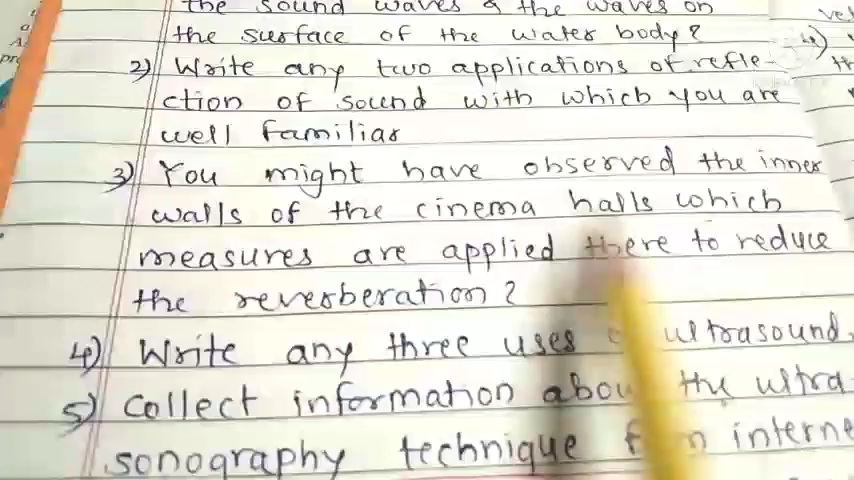 the sound waves & the waves on
the surface of the water body?
2) Write any two applications of refle-
ction of sound with which you are
well familiar
3) You might have observed the inner
walls of the cinema halls which
measures are applied there to reduce
the reverberation?
4) Write any three uses ultrasound.
5) Collect information the ultra-
sonography technique